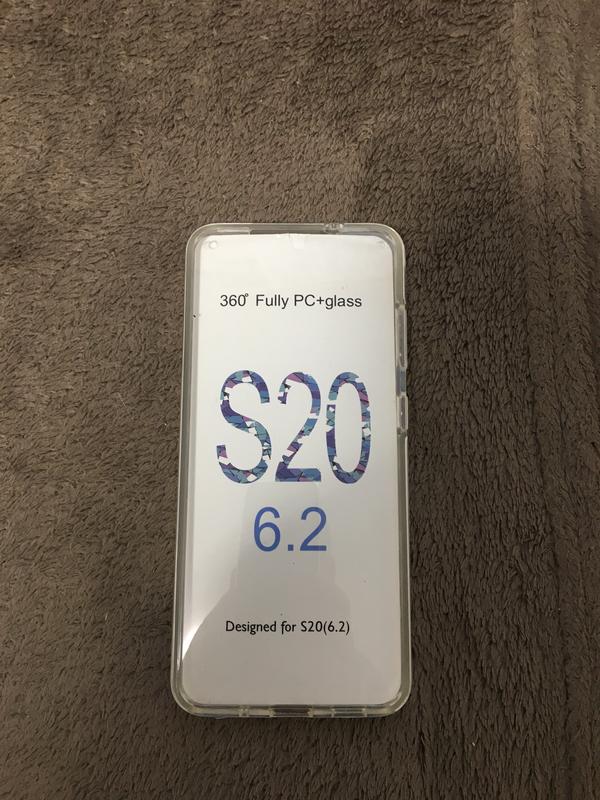 360° Fully PC+glass
S20
6.2
Designed for S20(6.2)